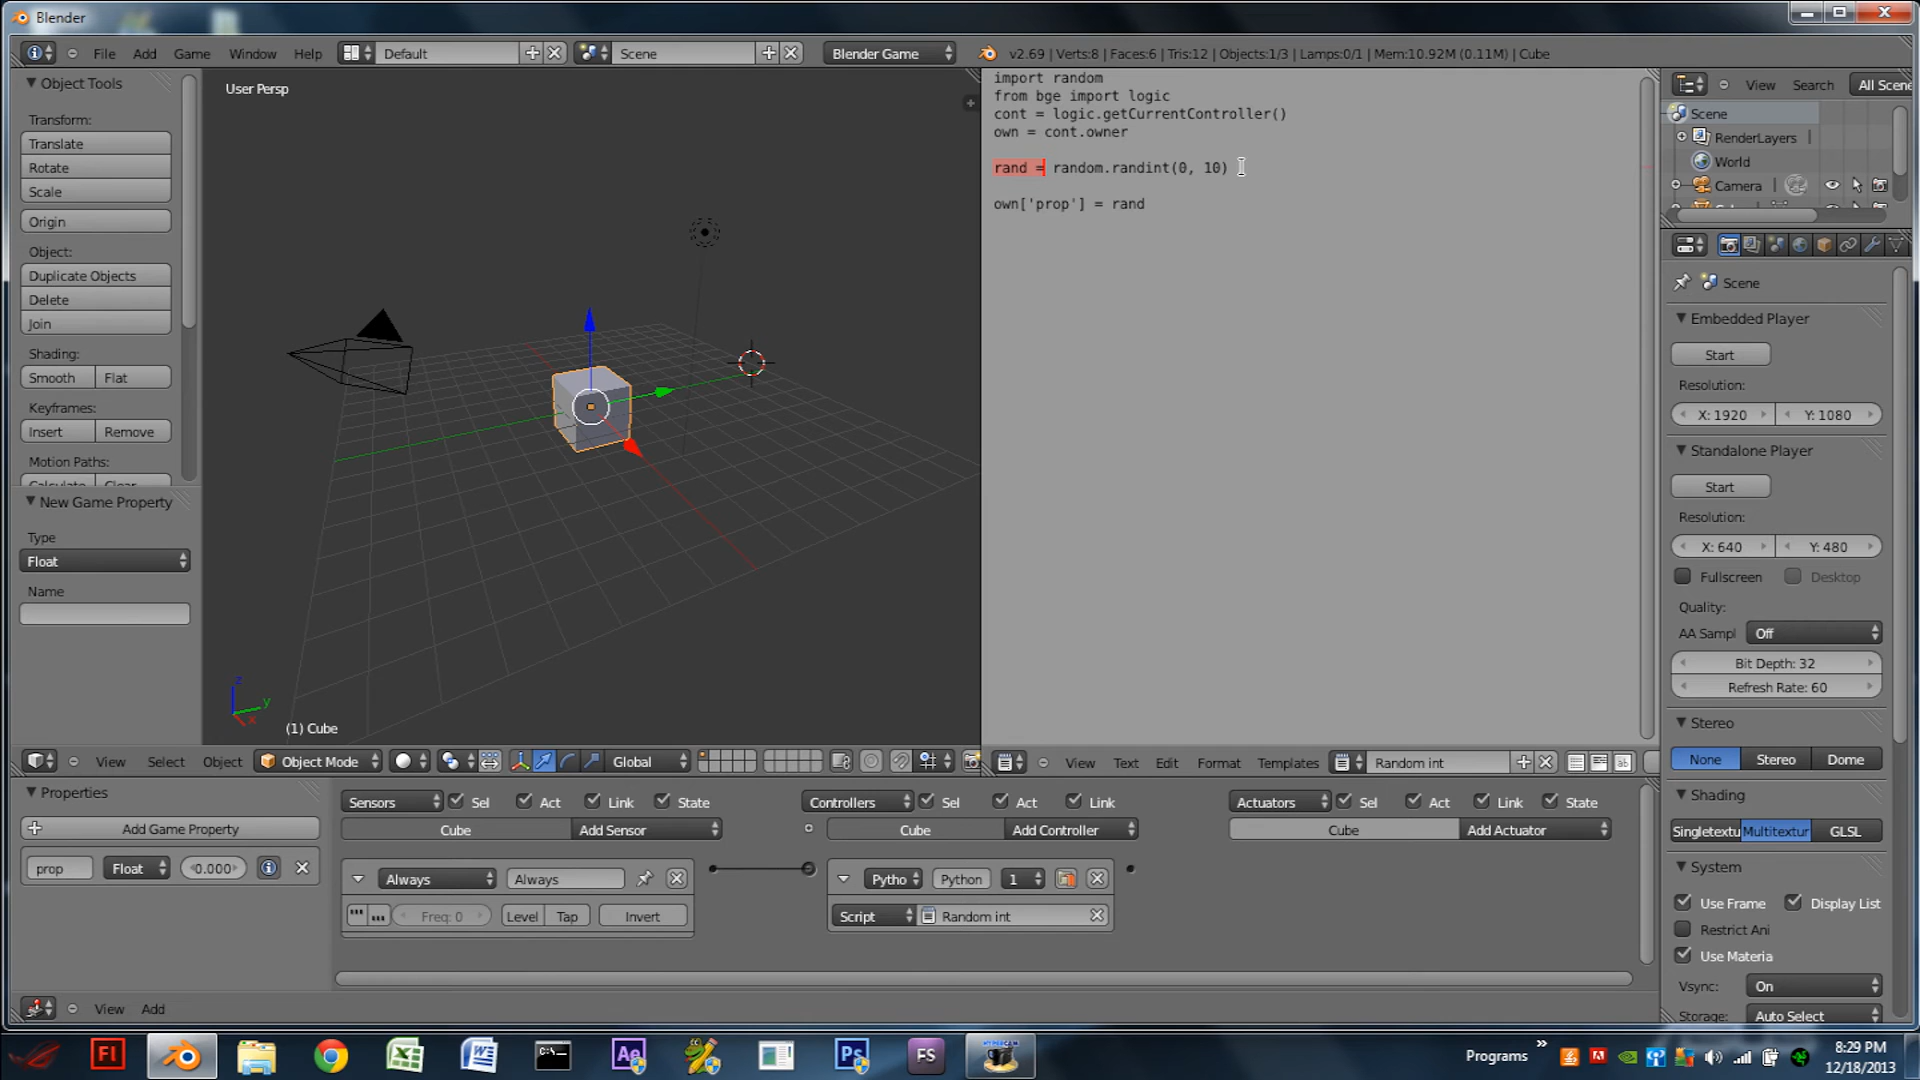 Blender
File Add Game Window Help Default Scene Blender Game v2.69 | Verts:8 | Faces:6 | Tris:12 | Objects:1/3 | Lamps:0/1 | Mem:10.92M (0.11M) | Cube
Object Tools
Transform:
Translate
Rotate
Scale
Origin
Object:
Duplicate Objects
Delete
Join
Shading:
Smooth Flat
Keyframes:
Insert Remove
Motion Paths:
New Game Property
Type
Float
Name
User Persp
z
y
x
(1) Cube
import random
from bge import logic
cont = logic.getCurrentController()
own = cont.owner
rand = random.randint(0, 10)
own['prop'] = rand
View Search All Scene
Scene
RenderLayers
World
Camera
Scene
Embedded Player
Start
Resolution:
X: 1920 Y: 1080
Standalone Player
Start
Resolution:
X: 640 Y: 480
Fullscreen Desktop
Quality:
AA Sampl Off
Bit Depth: 32
Refresh Rate: 60
Stereo
None Stereo Dome
Shading
Singletextu Multitextur GLSL
System
Use Frame Display List
Restrict Ani
Use Materia
Vsync: On
Storage: Auto Select
View Select Object Object Mode Global
View Text Edit Format Templates Random int
Properties
Add Game Property
prop Float 0.000
Sensors Sel Act Link State
Cube Add Sensor
Always Always
Freq: 0 Level Tap Invert
Controllers Sel Act Link
Cube Add Controller
Pytho Python 1
Script Random int
Actuators Sel Act Link State
Cube Add Actuator
View Add
Fl
C:\
Ae
Ps
FS
HYPERCAM
Programs
8:29 PM
12/18/2013